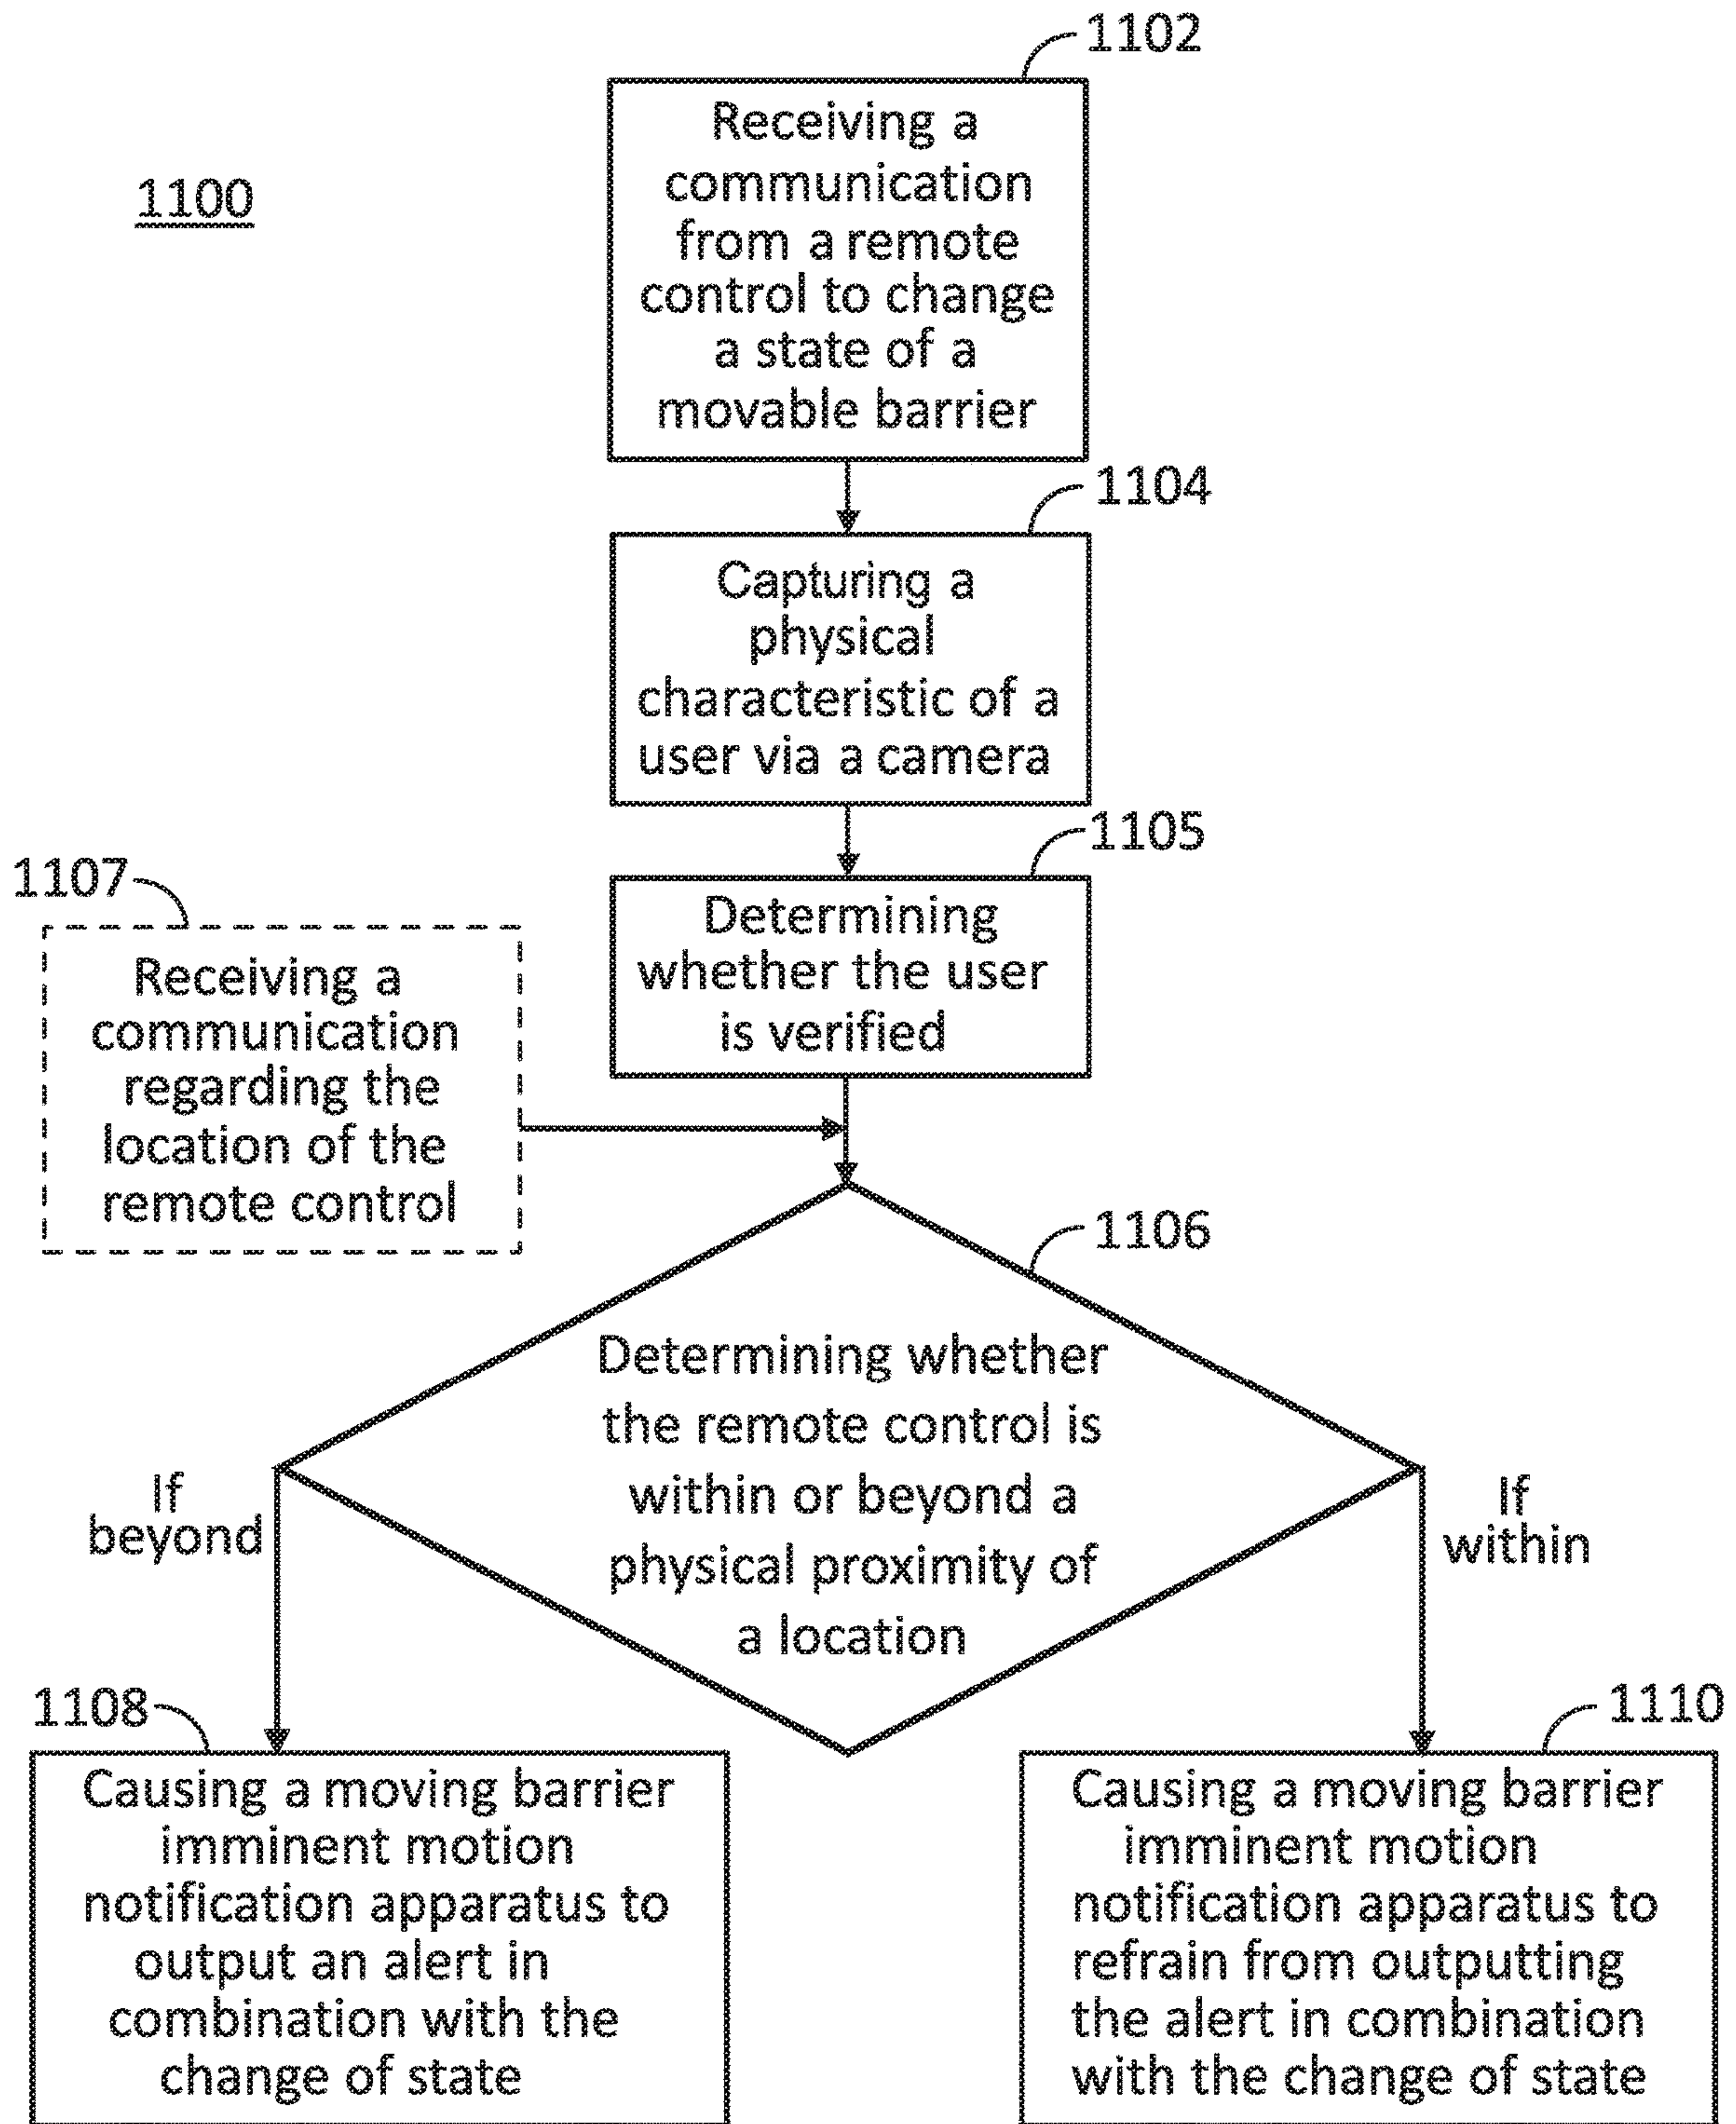 1102
1100
Receiving a
communication
from a remote
control to change
a state of a
movable barrier
1104
Capturing a
physical
characteristic of a
user via a camera
1105
Determining
whether the user
is verified
1107
Receiving a
communication
regarding the
location of the
remote control
1106
Determining whether
the remote control is
within or beyond a
physical proximity of
a location
If
beyond
If
within
1108
Causing a moving barrier
imminent motion
notification apparatus to
output an alert in
combination with the
change of state
1110
Causing a moving barrier
imminent motion
notification apparatus to
refrain from outputting
the alert in combination
with the change of state